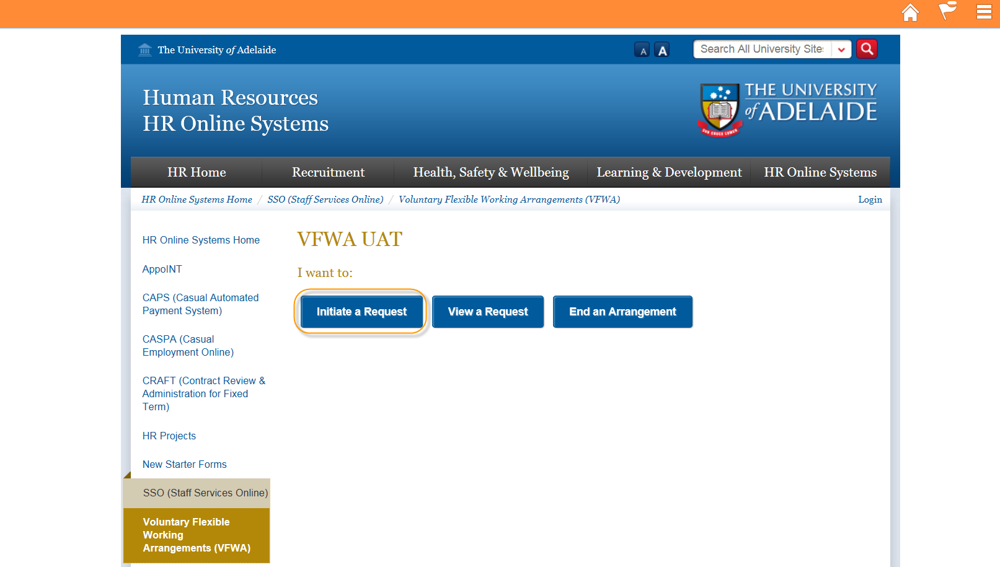 The University of Adelaide
A A
Search All University Site
Human Resources
HR Online Systems
THE UNIVERSITY
of ADELAIDE
SUB CRUCE LUMEN
HR Home Recruitment Health, Safety & Wellbeing Learning & Development HR Online Systems
HR Online Systems Home / SSO (Staff Services Online) / Voluntary Flexible Working Arrangements (VFWA) Login
HR Online Systems Home
AppoINT
CAPS (Casual Automated
Payment System)
CASPA (Casual
Employment Online)
CRAFT (Contract Review &
Administration for Fixed
Term)
HR Projects
New Starter Forms
SSO (Staff Services Online)
Voluntary Flexible
Working
Arrangements (VFWA)
VFWA UAT
I want to:
Initiate a Request View a Request End an Arrangement